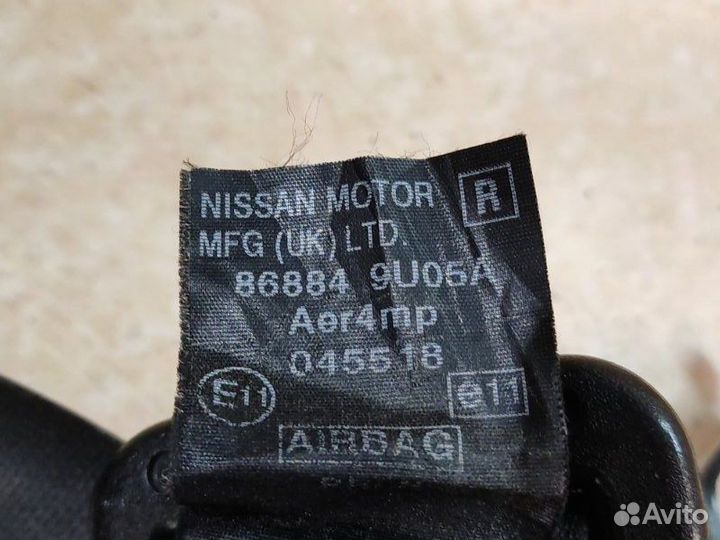 NISSAN MOTOR R
MFG (UK) LTD.
86884 9U05A
Aer4mp
045518
E11 e11
AIRBAG
Avito